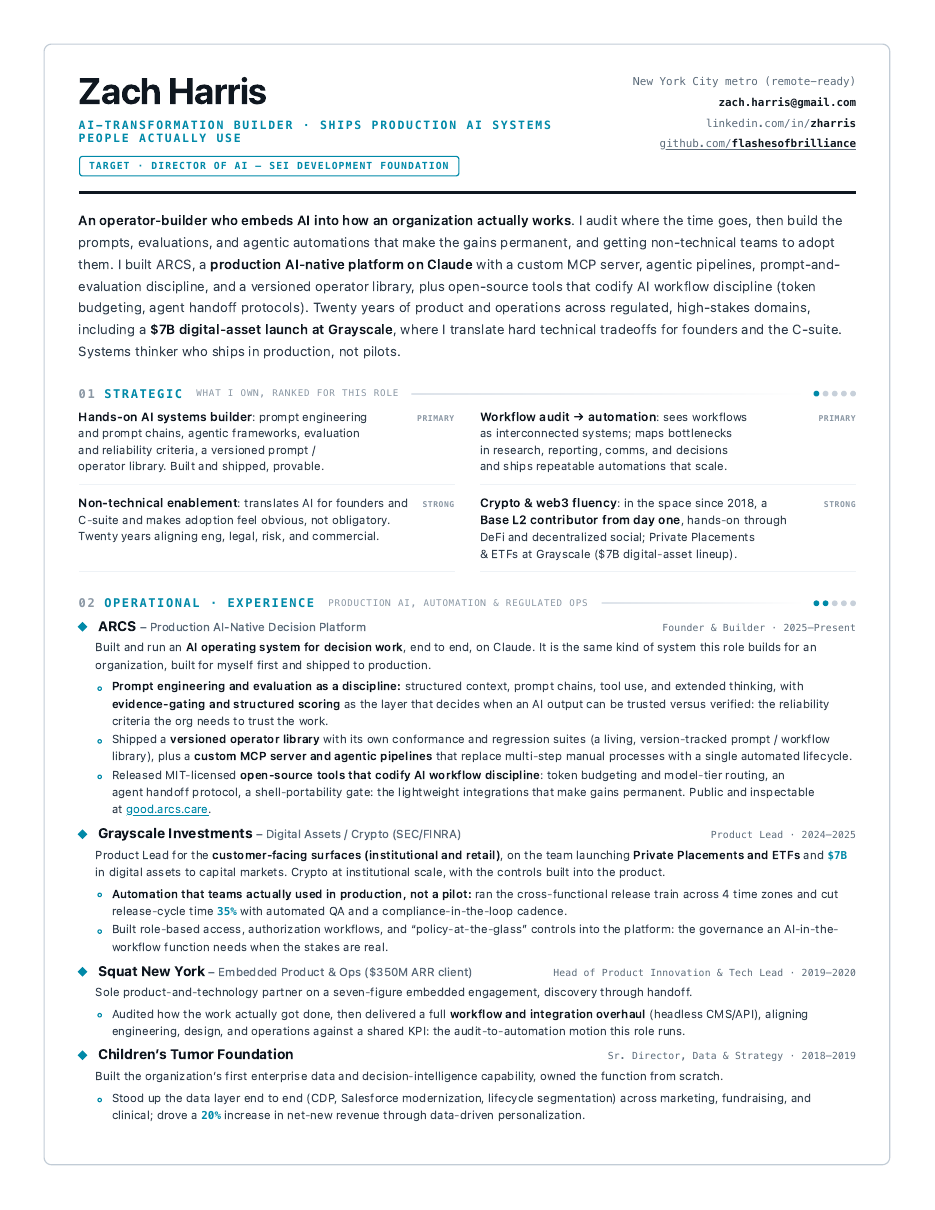 Zach Harris
AI—TRANSFORMATION BUILDER · SHIPS PRODUCTION AI SYSTEMS
PEOPLE ACTUALLY USE
TARGET · DIRECTOR OF AI — SEI DEVELOPMENT FOUNDATION
New York City metro (remote-ready)
zach.harris@gmail.com
linkedin.com/in/zharris
github.com/flashesofbrilliance
An operator-builder who embeds AI into how an organization actually works. I audit where the time goes, then build the
prompts, evaluations, and agentic automations that make the gains permanent, and getting non-technical teams to adopt
them. I built ARCS, a production AI-native platform on Claude with a custom MCP server, agentic pipelines, prompt-and-
evaluation discipline, and a versioned operator library, plus open-source tools that codify AI workflow discipline (token
budgeting, agent handoff protocols). Twenty years of product and operations across regulated, high-stakes domains,
including a $7B digital-asset launch at Grayscale, where I translate hard technical tradeoffs for founders and the C-suite.
Systems thinker who ships in production, not pilots.
01 STRATEGIC WHAT I OWN, RANKED FOR THIS ROLE
Hands-on AI systems builder: prompt engineering
and prompt chains, agentic frameworks, evaluation
and reliability criteria, a versioned prompt /
operator library. Built and shipped, provable.
PRIMARY
Workflow audit → automation: sees workflows
as interconnected systems; maps bottlenecks
in research, reporting, comms, and decisions
and ships repeatable automations that scale.
PRIMARY
Non-technical enablement: translates AI for founders and
C-suite and makes adoption feel obvious, not obligatory.
Twenty years aligning eng, legal, risk, and commercial.
STRONG
Crypto & web3 fluency: in the space since 2018, a
Base L2 contributor from day one, hands-on through
DeFi and decentralized social; Private Placements
& ETFs at Grayscale ($7B digital-asset lineup).
STRONG
02 OPERATIONAL · EXPERIENCE PRODUCTION AI, AUTOMATION & REGULATED OPS
ARCS – Production AI-Native Decision Platform Founder & Builder · 2025–Present
Built and run an AI operating system for decision work, end to end, on Claude. It is the same kind of system this role builds for an
organization, built for myself first and shipped to production.
Prompt engineering and evaluation as a discipline: structured context, prompt chains, tool use, and extended thinking, with
evidence-gating and structured scoring as the layer that decides when an AI output can be trusted versus verified: the reliability
criteria the org needs to trust the work.
Shipped a versioned operator library with its own conformance and regression suites (a living, version-tracked prompt / workflow
library), plus a custom MCP server and agentic pipelines that replace multi-step manual processes with a single automated lifecycle.
Released MIT-licensed open-source tools that codify AI workflow discipline: token budgeting and model-tier routing, an
agent handoff protocol, a shell-portability gate: the lightweight integrations that make gains permanent. Public and inspectable
at good.arcs.care.
Grayscale Investments – Digital Assets / Crypto (SEC/FINRA) Product Lead · 2024–2025
Product Lead for the customer-facing surfaces (institutional and retail), on the team launching Private Placements and ETFs and $7B
in digital assets to capital markets. Crypto at institutional scale, with the controls built into the product.
Automation that teams actually used in production, not a pilot: ran the cross-functional release train across 4 time zones and cut
release-cycle time 35% with automated QA and a compliance-in-the-loop cadence.
Built role-based access, authorization workflows, and “policy-at-the-glass” controls into the platform: the governance an AI-in-the-
workflow function needs when the stakes are real.
Squat New York – Embedded Product & Ops ($350M ARR client) Head of Product Innovation & Tech Lead · 2019–2020
Sole product-and-technology partner on a seven-figure embedded engagement, discovery through handoff.
Audited how the work actually got done, then delivered a full workflow and integration overhaul (headless CMS/API), aligning
engineering, design, and operations against a shared KPI: the audit-to-automation motion this role runs.
Children’s Tumor Foundation Sr. Director, Data & Strategy · 2018–2019
Built the organization’s first enterprise data and decision-intelligence capability, owned the function from scratch.
Stood up the data layer end to end (CDP, Salesforce modernization, lifecycle segmentation) across marketing, fundraising, and
clinical; drove a 20% increase in net-new revenue through data-driven personalization.